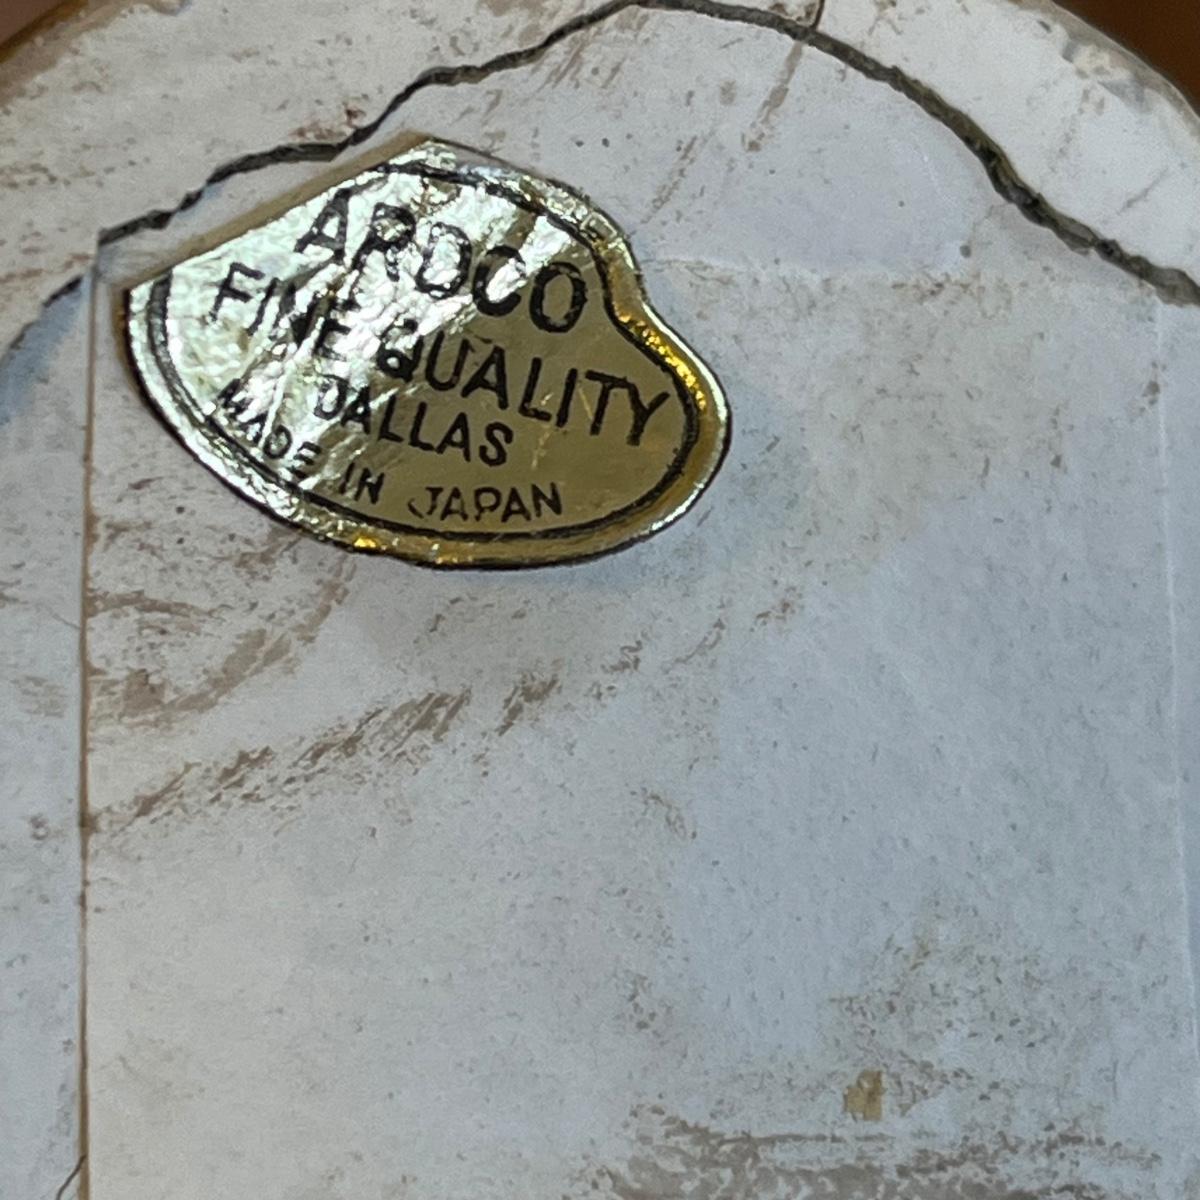 ARDCO
FINE QUALITY
DALLAS
MADE IN JAPAN